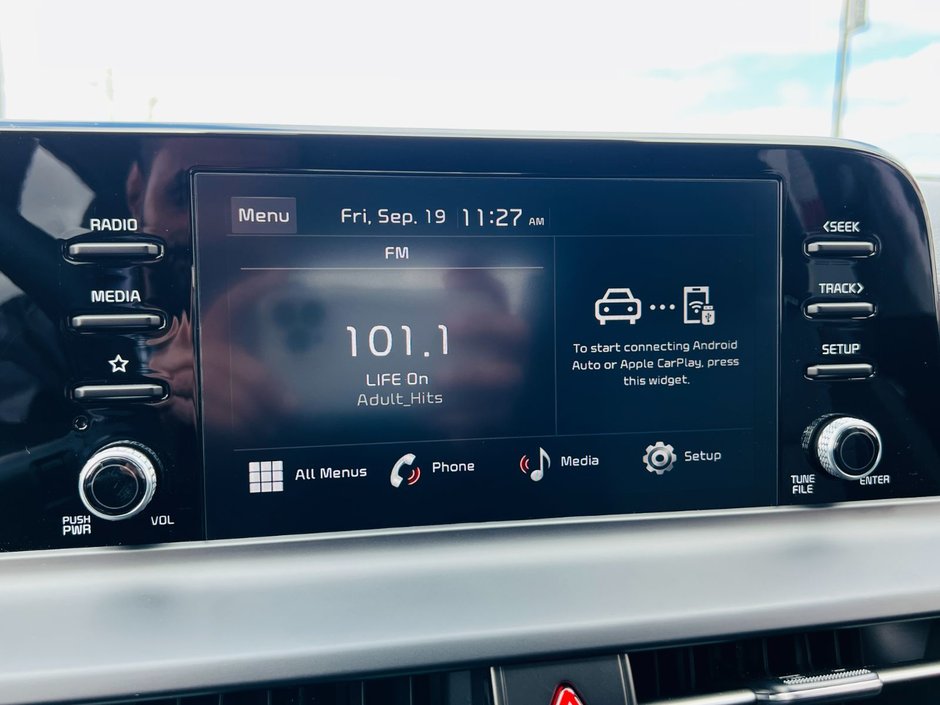 RADIO
MEDIA
PUSH
PWR
VOL
Menu
Fri, Sep. 19 11:27 AM
FM
101.1
LIFE On
Adult_Hits
To start connecting Android
Auto or Apple CarPlay, press
this widget.
All Menus
Phone
Media
Setup
<SEEK
TRACK>
SETUP
TUNE
FILE
ENTER